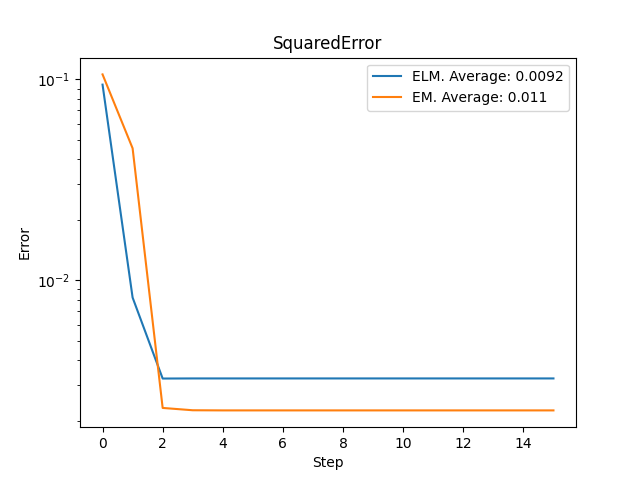 SquaredError
ELM. Average: 0.0092
EM. Average: 0.011
10⁻¹
10⁻²
Error
0 2 4 6 8 10 12 14
Step